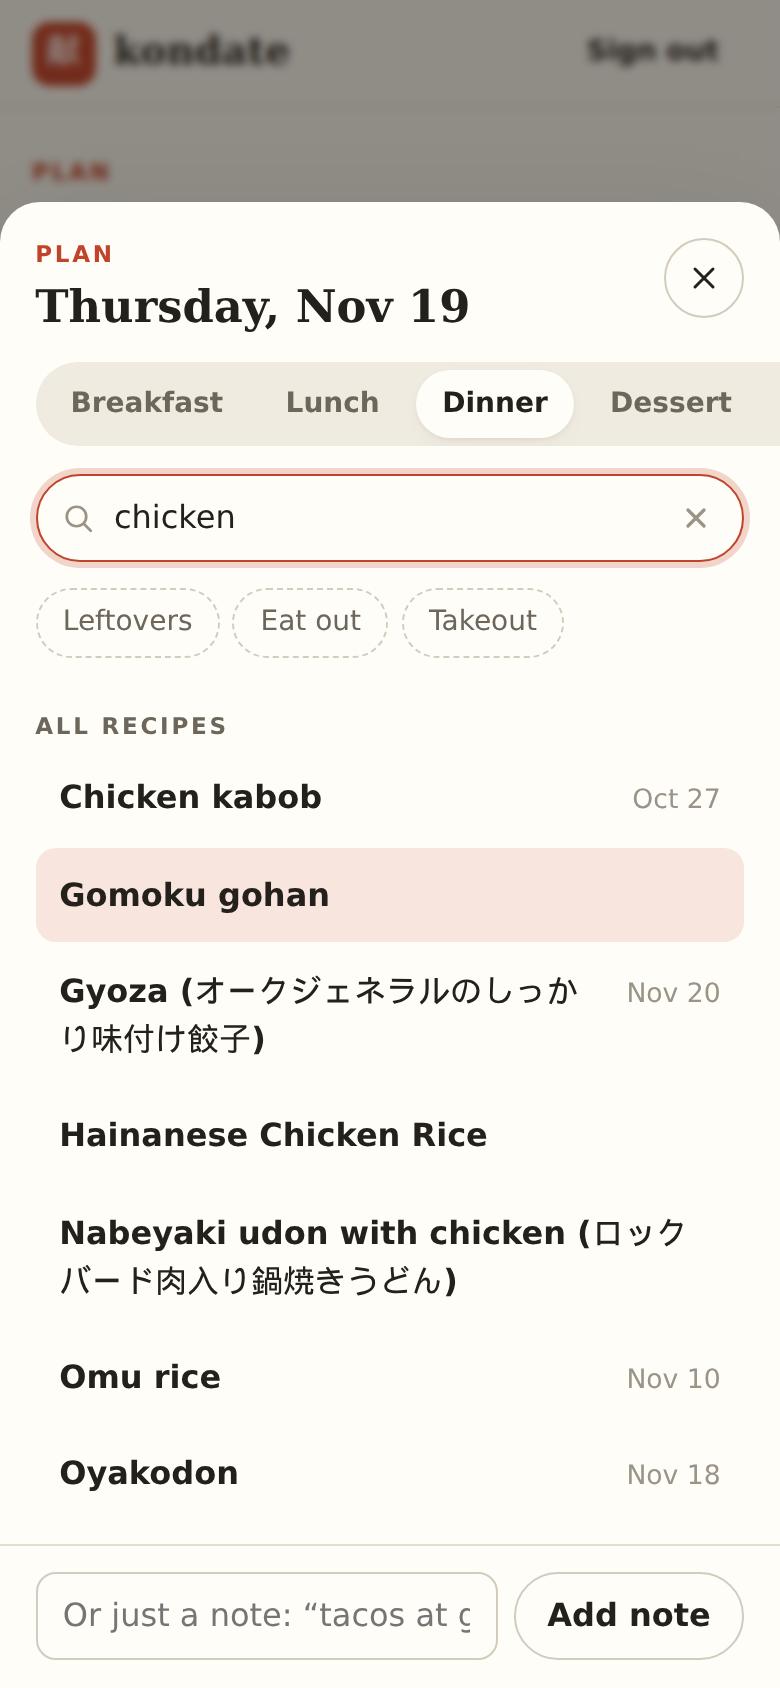 kondate
Sign out
PLAN
PLAN
Thursday, Nov 19
Breakfast Lunch Dinner Dessert
chicken
Leftovers Eat out Takeout
ALL RECIPES
Chicken kabob Oct 27
Gomoku gohan
Gyoza (オークジェネラルのしっか Nov 20
り味付け餃子)
Hainanese Chicken Rice
Nabeyaki udon with chicken (ロック
バード肉入り鍋焼きうどん)
Omu rice Nov 10
Oyakodon Nov 18
Or just a note: “tacos at
Add note